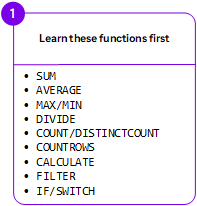 1
Learn these functions first
• SUM
• AVERAGE
• MAX/MIN
• DIVIDE
• COUNT/DISTINCTCOUNT
• COUNTROWS
• CALCULATE
• FILTER
• IF/SWITCH